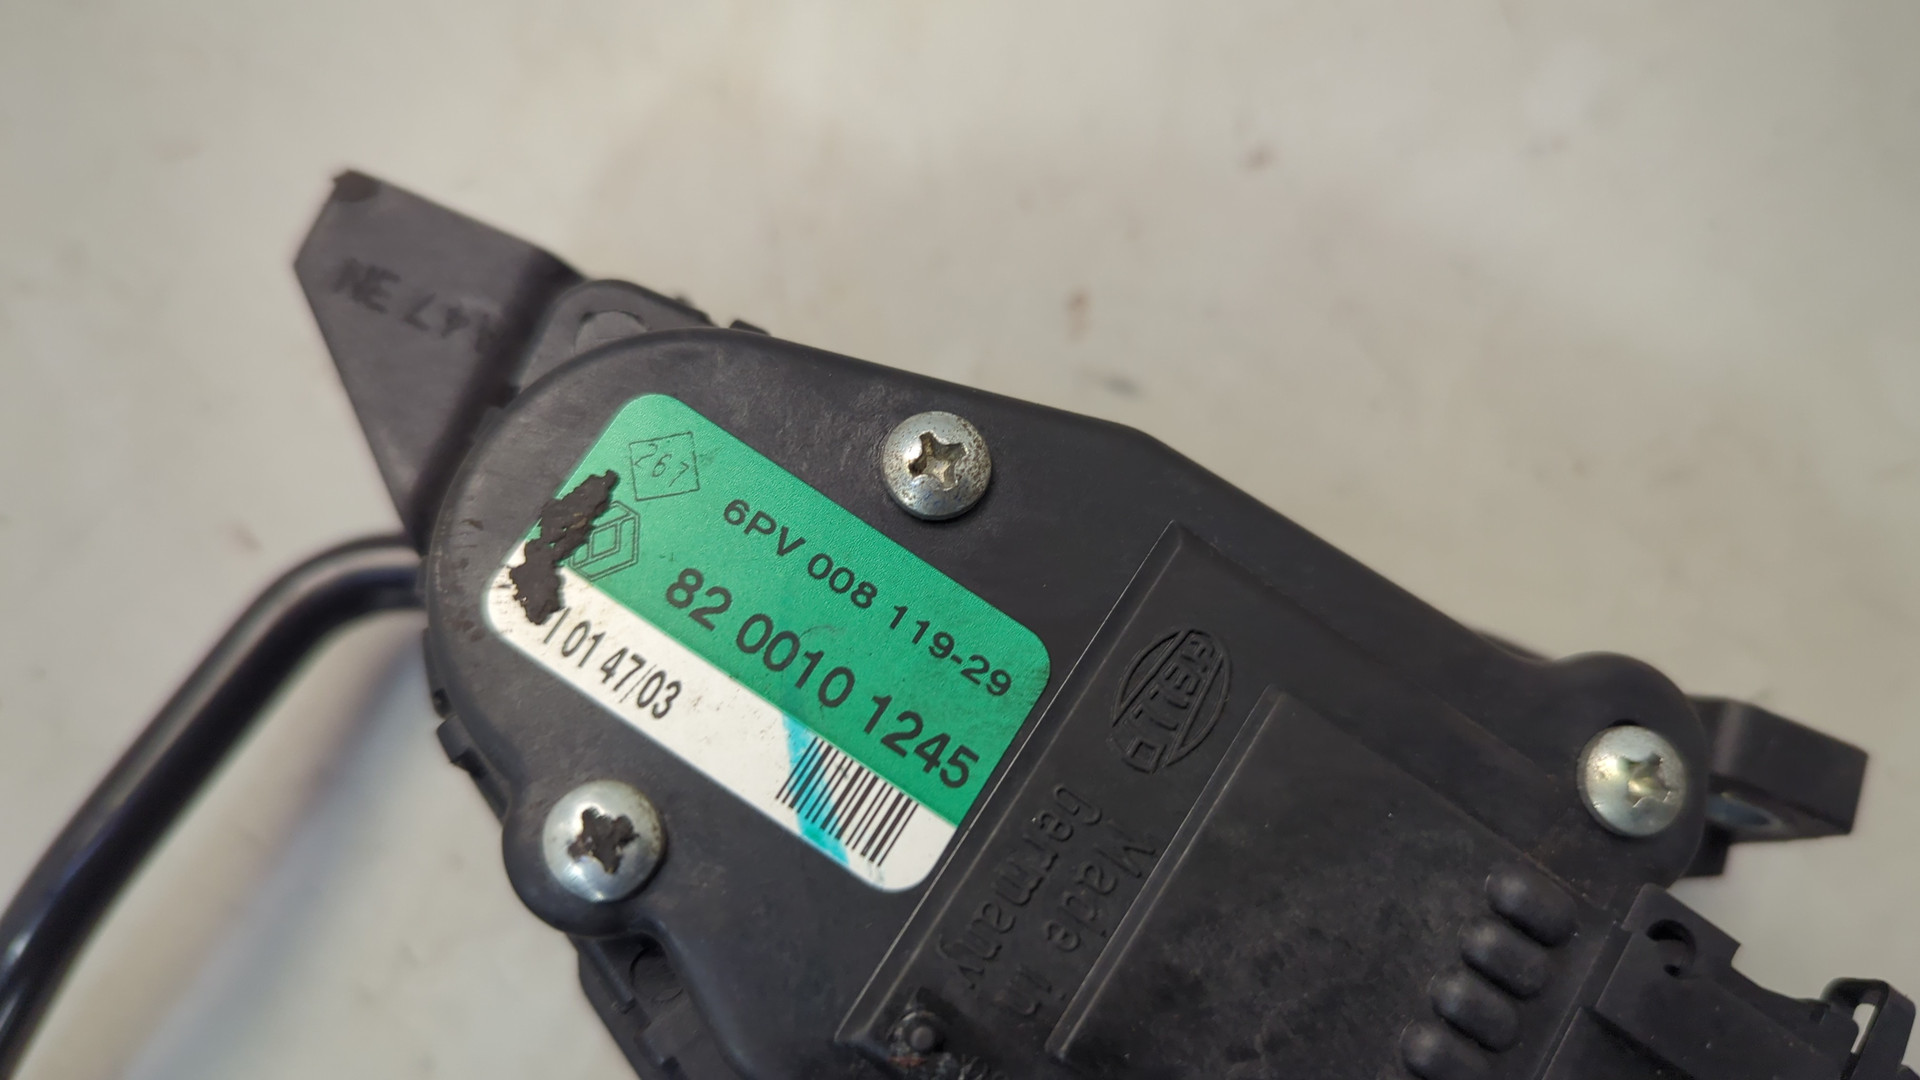 267
6PV 008 119-29
82 0010 1245
1 01 47/03
HELLA
Made in
Germany